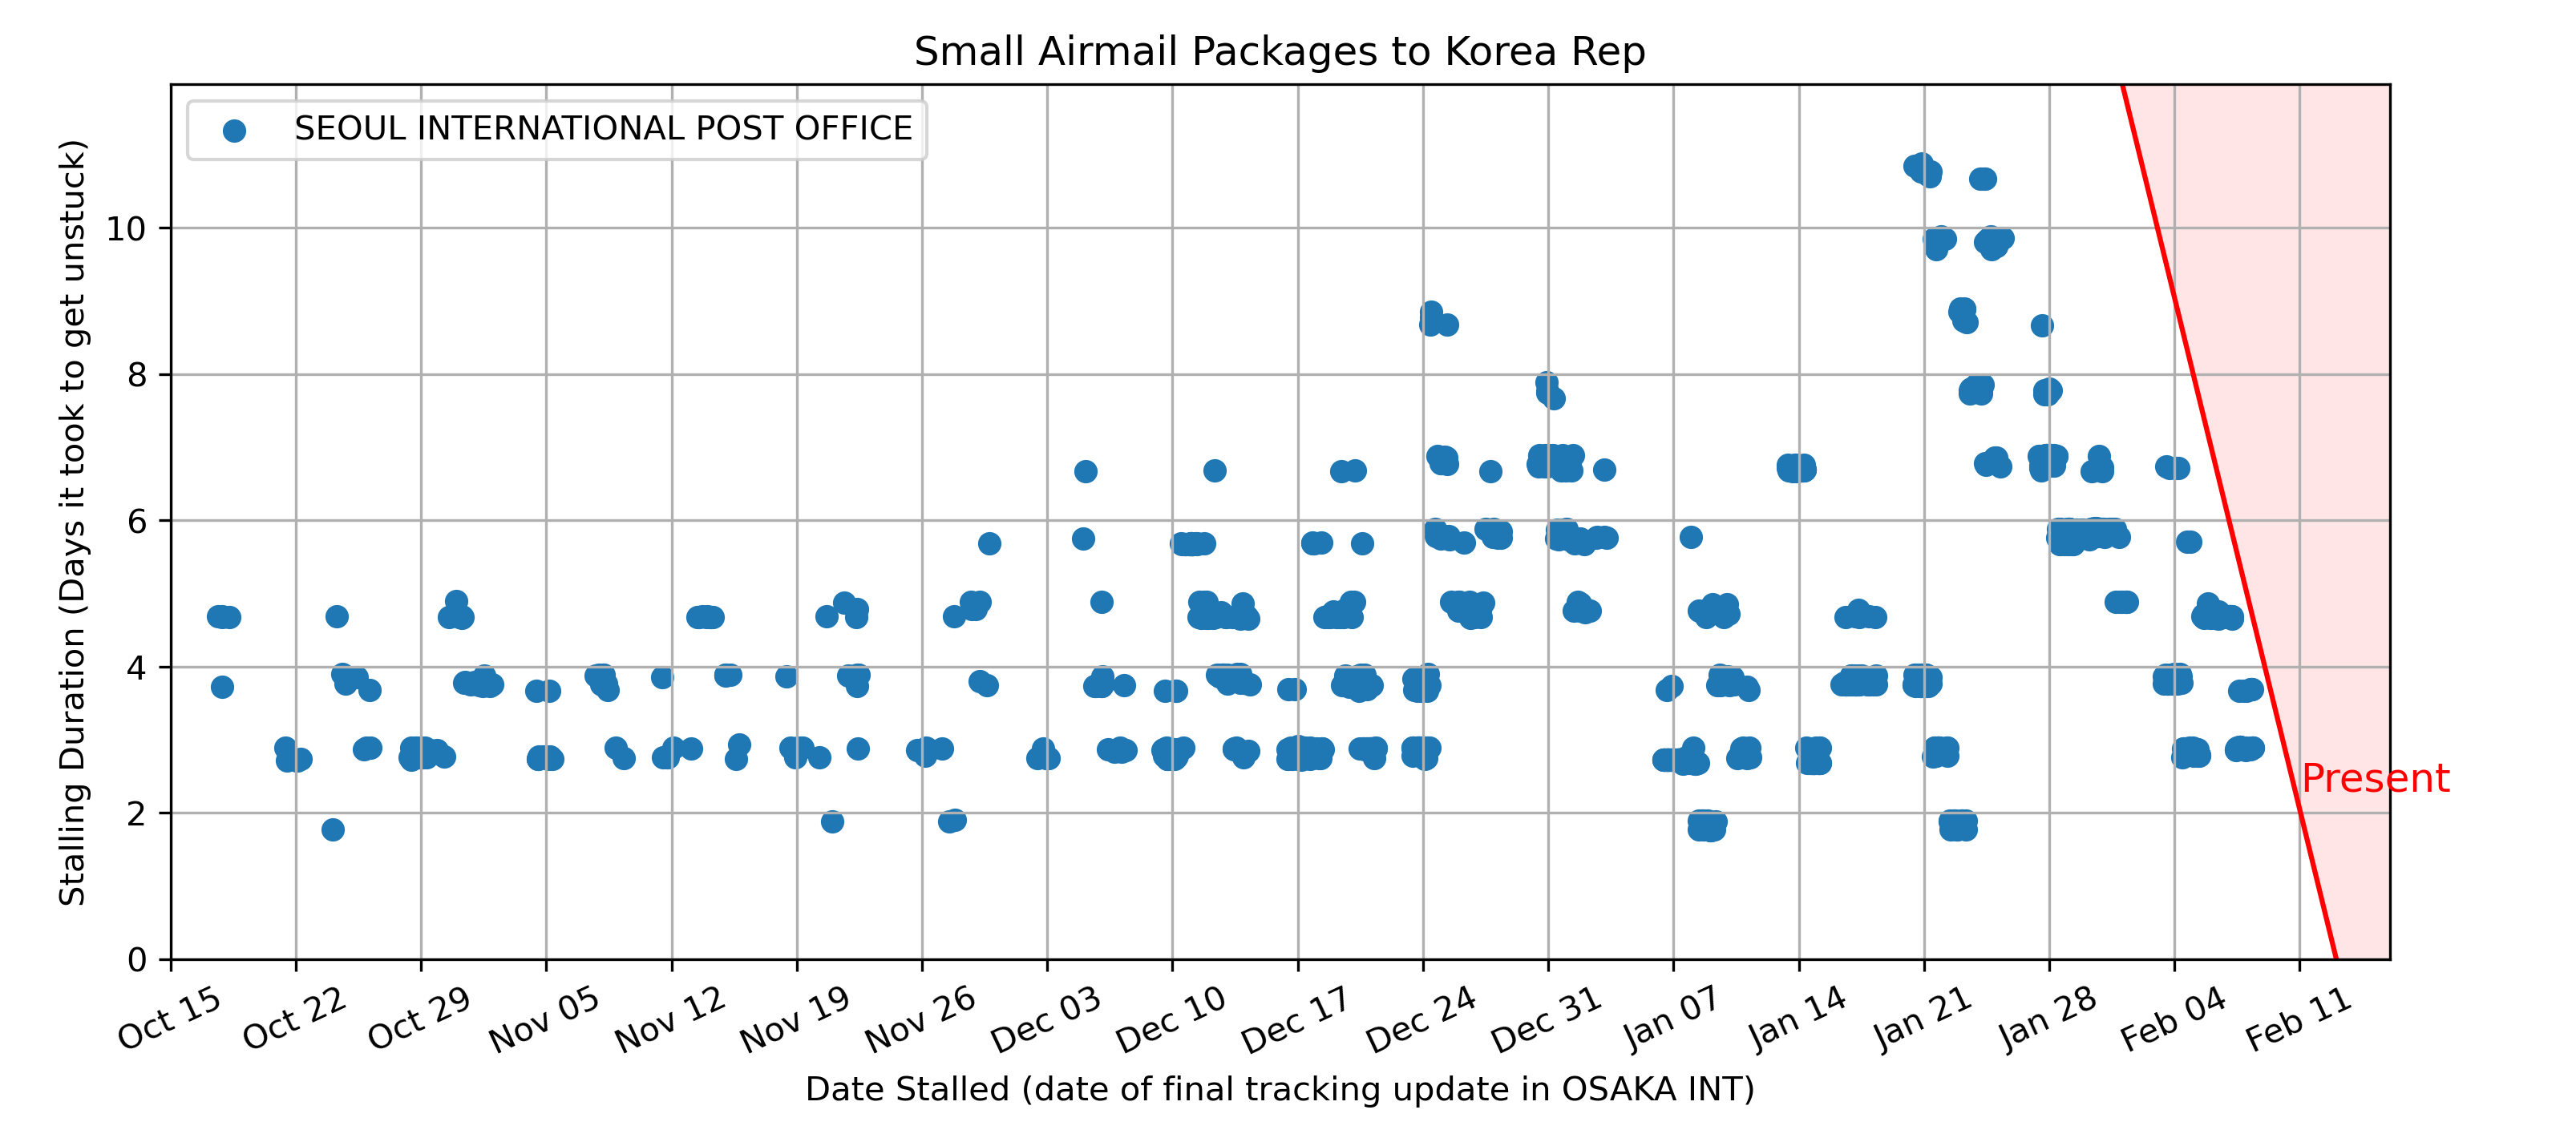 Small Airmail Packages to Korea Rep
SEOUL INTERNATIONAL POST OFFICE
Stalling Duration (Days it took to get unstuck)
10
8
6
4
2
0
Present
Oct 15
Oct 22
Oct 29
Nov 05
Nov 12
Nov 19
Nov 26
Dec 03
Dec 10
Dec 17
Dec 24
Dec 31
Jan 07
Jan 14
Jan 21
Jan 28
Feb 04
Feb 11
Date Stalled (date of final tracking update in OSAKA INT)